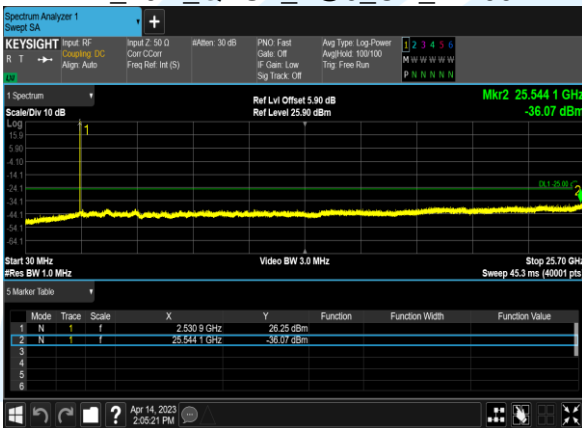 Spectrum Analyzer 1
Swept SA
KEYSIGHT Input: RF Input Z: 50 Ω #Atten: 30 dB PNO: Fast Avg Type: Log-Power 1 2 3 4 5 6
R T Coupling: DC Corr CCorr Gate: Off Avg|Hold: 100/100 M W W W W W
Align: Auto Freq Ref: Int (S) IF Gain: Low Trig: Free Run
LW Sig Track: Off P N N N N N
1 Spectrum Ref Lvl Offset 5.90 dB Mkr2 25.544 1 GHz
Scale/Div 10 dB Ref Level 25.90 dBm -36.07 dBm
Log
15.9 1
5.90
-4.10
-14.1
-24.1 DL1 -25.00 2
-34.1
-44.1
-54.1
-64.1
Start 30 MHz Video BW 3.0 MHz Stop 25.70 GHz
#Res BW 1.0 MHz Sweep 45.3 ms (40001 pts
5 Marker Table
Mode Trace Scale X Y Function Function Width Function Value
1 N 1 f 2.530 9 GHz 26.25 dBm
2 N 1 f 25.544 1 GHz -36.07 dBm
3
4
5
6
? Apr 14, 2023
2:05:21 PM